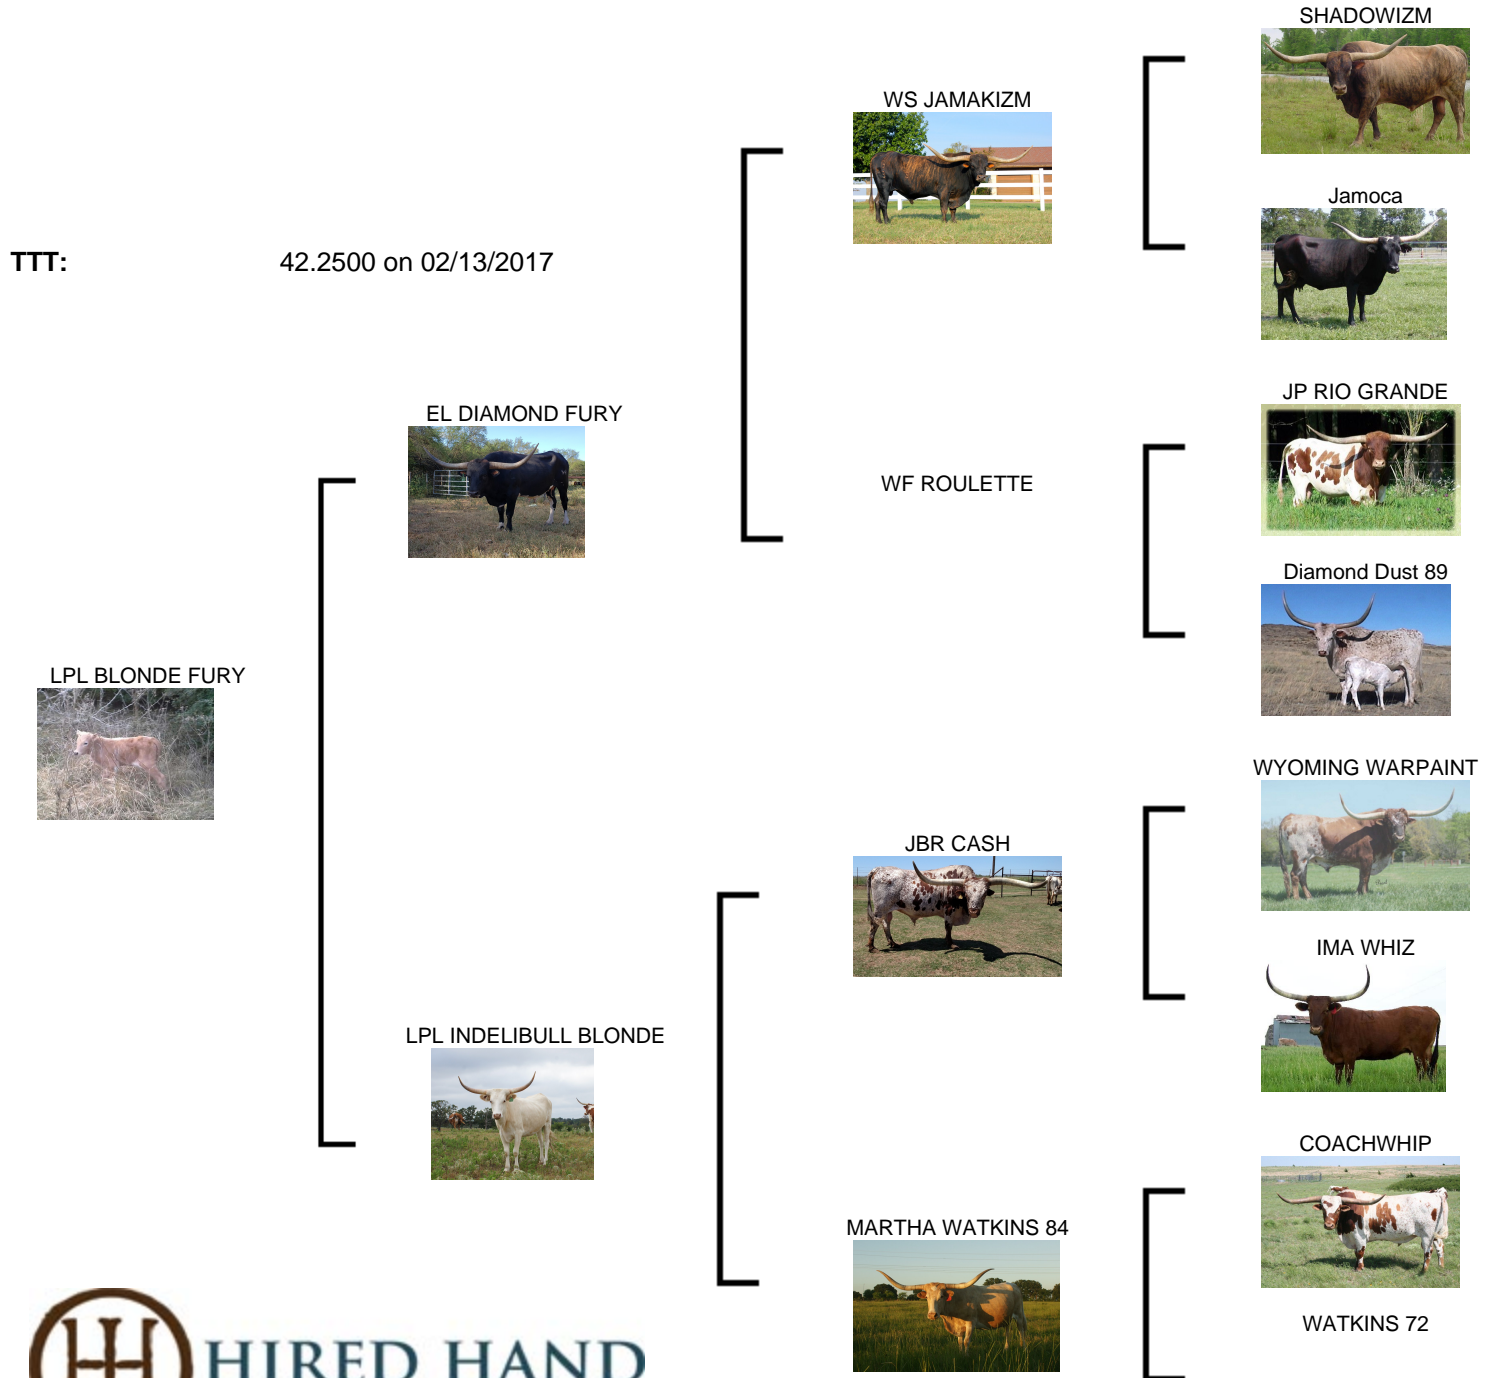 SHADOWIZM
WS JAMAKIZM
Jamoca
TTT: 42.2500 on 02/13/2017
JP RIO GRANDE
EL DIAMOND FURY
WF ROULETTE
Diamond Dust 89
LPL BLONDE FURY
WYOMING WARPAINT
JBR CASH
IMA WHIZ
LPL INDELIBULL BLONDE
COACHWHIP
MARTHA WATKINS 84
WATKINS 72
HIRED HAND